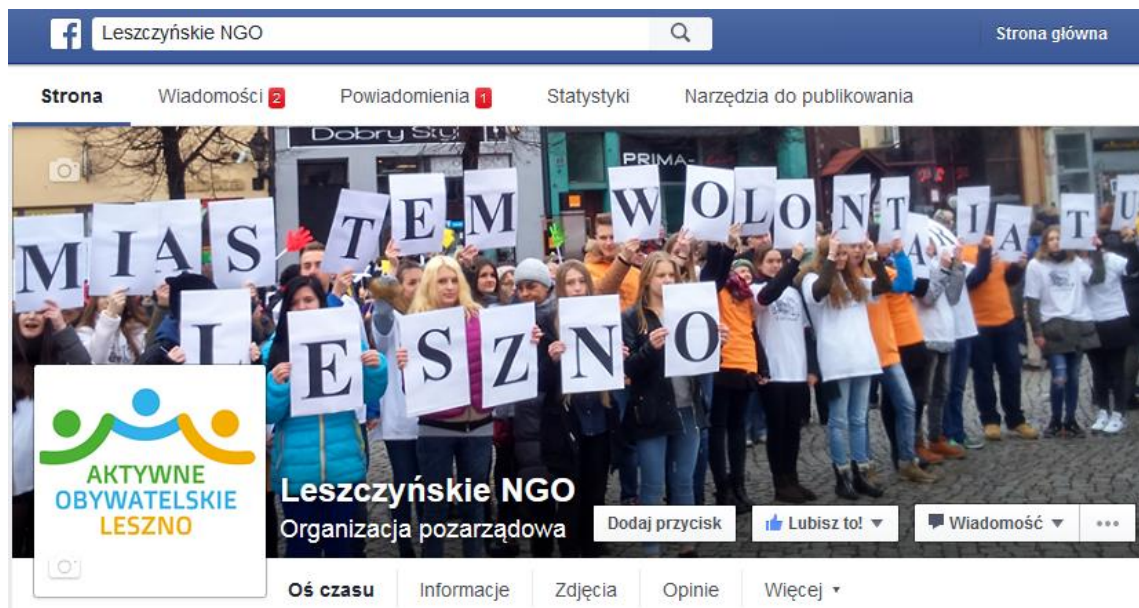 Leszczyńskie NGO
Strona główna
Strona Wiadomości 2 Powiadomienia 1 Statystyki Narzędzia do publikowania
Dobry Styl
PRIMA-
MIASTEM WOLONTARIATU
LESZNO
AKTYWNE
OBYWATELSKIE
LESZNO
Leszczyńskie NGO
Organizacja pozarządowa
Dodaj przycisk Lubisz to! Wiadomość
Oś czasu Informacje Zdjęcia Opinie Więcej